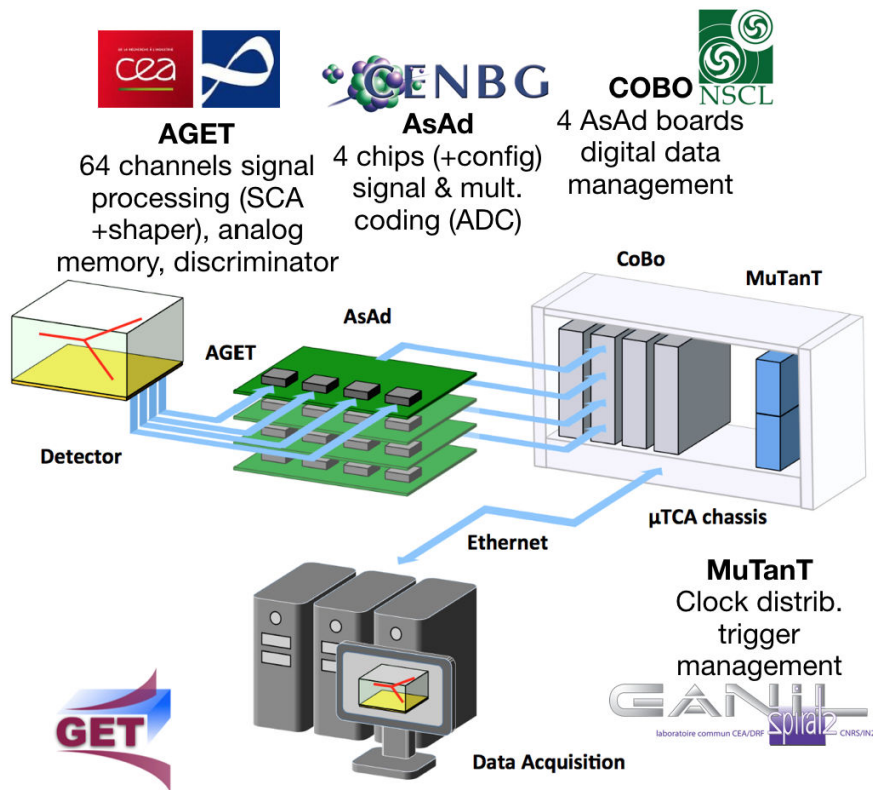 cea
CENBG
NSCL
AGET
64 channels signal
processing (SCA
+shaper), analog
memory, discriminator
AsAd
4 chips (+config)
signal & mult.
coding (ADC)
COBO
4 AsAd boards
digital data
management
CoBo
MuTanT
AsAd
AGET
Detector
µTCA chassis
Ethernet
MuTanT
Clock distrib.
trigger
management
GET
GANIL
spiral2
laboratoire commun CEA/DRF
CNRS/IN2
Data Acquisition